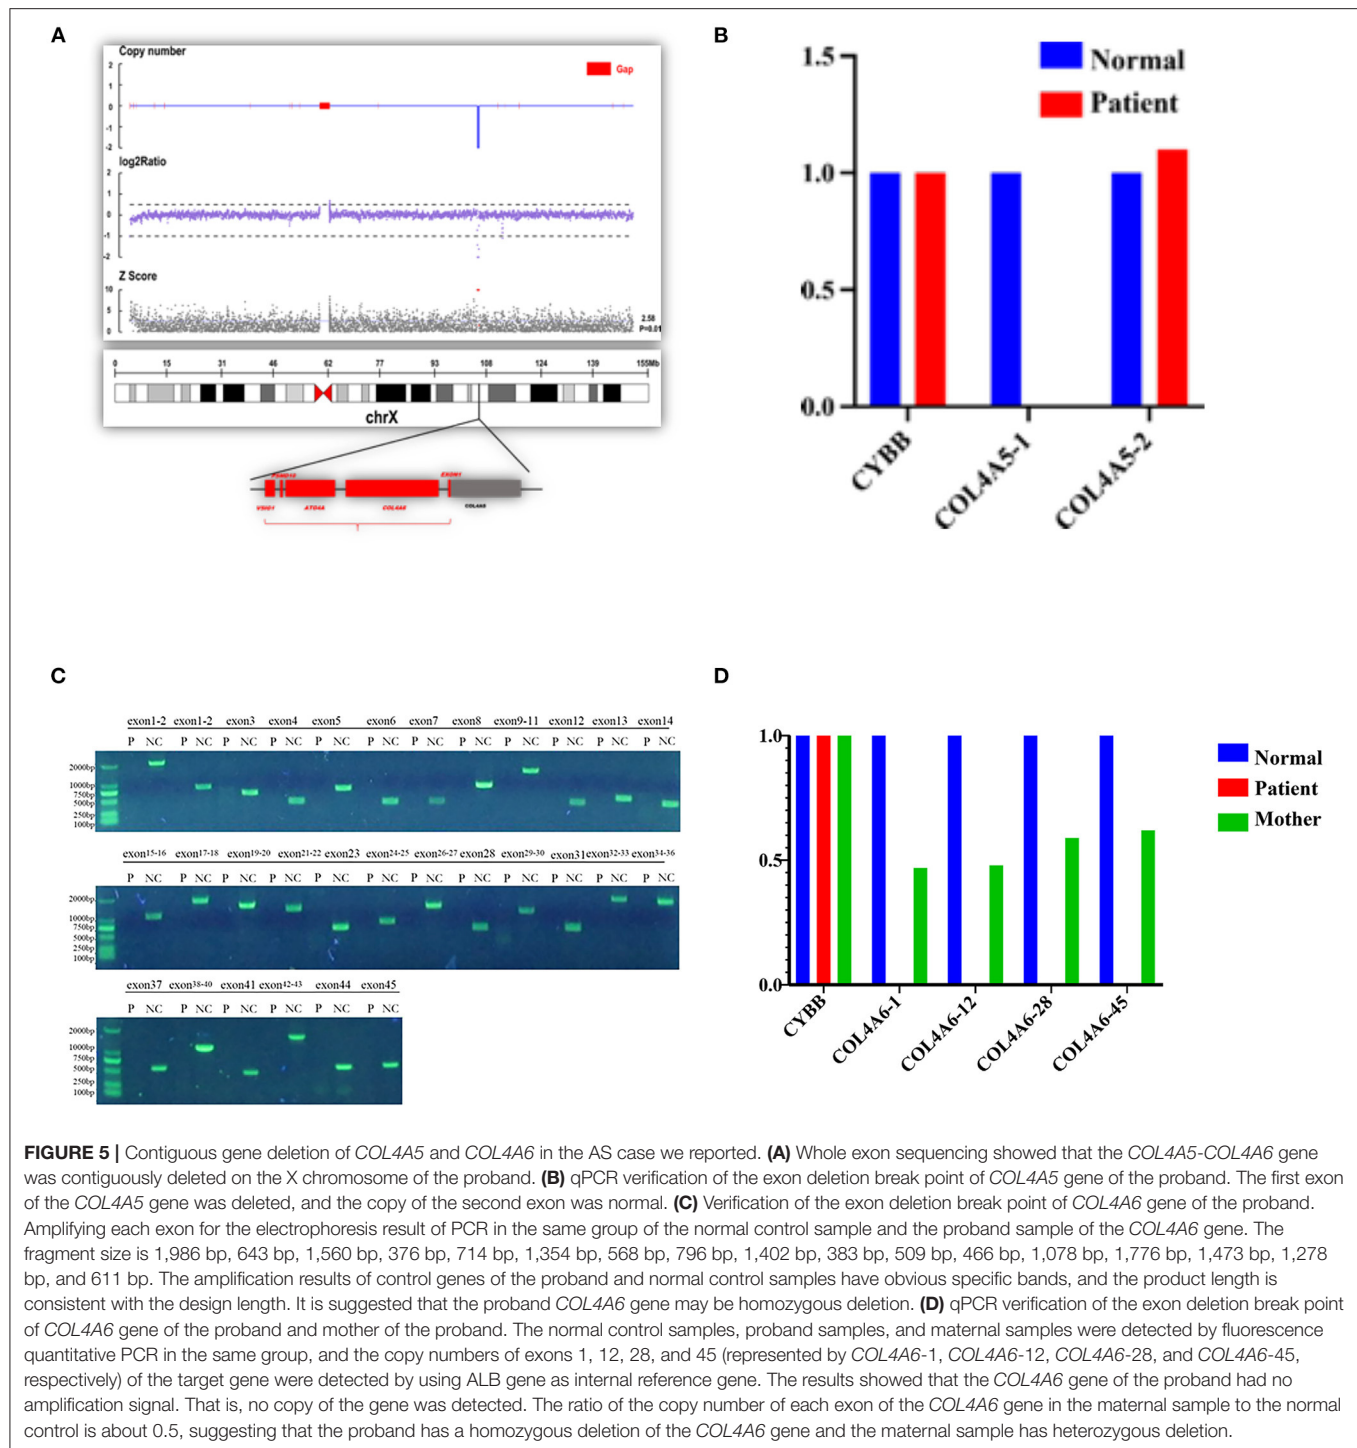 A
Copy number
Gap
2
1
0
-1
-2
log2Ratio
2
1
0
-1
-2
Z Score
10
5
0
2.58
P=0.01
0 15 31 46 62 77 93 108 124 139 155Mb
chrX
EXON1
VSIG1 ATG4A COL4A6 COL4A5
B
Normal
Patient
1.5
1.0
0.5
0.0
CYBB COL4A5-1 COL4A5-2
C
exon1-2 exon1-2 exon3 exon4 exon5 exon6 exon7 exon8 exon9-11 exon12 exon13 exon14
P NC P NC P NC P NC P NC P NC P NC P NC P NC P NC P NC P NC
2000bp
1000bp
750bp
500bp
250bp
100bp
exon15-16 exon17-18 exon19-20 exon21-22 exon23 exon24-25 exon26-27 exon28 exon29-30 exon31 exon32-33 exon34-36
P NC P NC P NC P NC P NC P NC P NC P NC P NC P NC P NC P NC
2000bp
1000bp
750bp
500bp
250bp
100bp
exon37 exon38-40 exon41 exon42-43 exon44 exon45
P NC P NC P NC P NC P NC P NC
2000bp
1000bp
750bp
500bp
250bp
100bp
D
Normal
Patient
Mother
1.0
0.5
0.0
CYBB COL4A6-1 COL4A6-12 COL4A6-28 COL4A6-45
FIGURE 5 | Contiguous gene deletion of COL4A5 and COL4A6 in the AS case we reported. (A) Whole exon sequencing showed that the COL4A5-COL4A6 gene
was contiguously deleted on the X chromosome of the proband. (B) qPCR verification of the exon deletion break point of COL4A5 gene of the proband. The first exon
of the COL4A5 gene was deleted, and the copy of the second exon was normal. (C) Verification of the exon deletion break point of COL4A6 gene of the proband.
Amplifying each exon for the electrophoresis result of PCR in the same group of the normal control sample and the proband sample of the COL4A6 gene. The
fragment size is 1,986 bp, 643 bp, 1,560 bp, 376 bp, 714 bp, 1,354 bp, 568 bp, 796 bp, 1,402 bp, 383 bp, 509 bp, 466 bp, 1,078 bp, 1,776 bp, 1,473 bp, 1,278
bp, and 611 bp. The amplification results of control genes of the proband and normal control samples have obvious specific bands, and the product length is
consistent with the design length. It is suggested that the proband COL4A6 gene may be homozygous deletion. (D) qPCR verification of the exon deletion break point
of COL4A6 gene of the proband and mother of the proband. The normal control samples, proband samples, and maternal samples were detected by fluorescence
quantitative PCR in the same group, and the copy numbers of exons 1, 12, 28, and 45 (represented by COL4A6-1, COL4A6-12, COL4A6-28, and COL4A6-45,
respectively) of the target gene were detected by using ALB gene as internal reference gene. The results showed that the COL4A6 gene of the proband had no
amplification signal. That is, no copy of the gene was detected. The ratio of the copy number of each exon of the COL4A6 gene in the maternal sample to the normal
control is about 0.5, suggesting that the proband has a homozygous deletion of the COL4A6 gene and the maternal sample has heterozygous deletion.